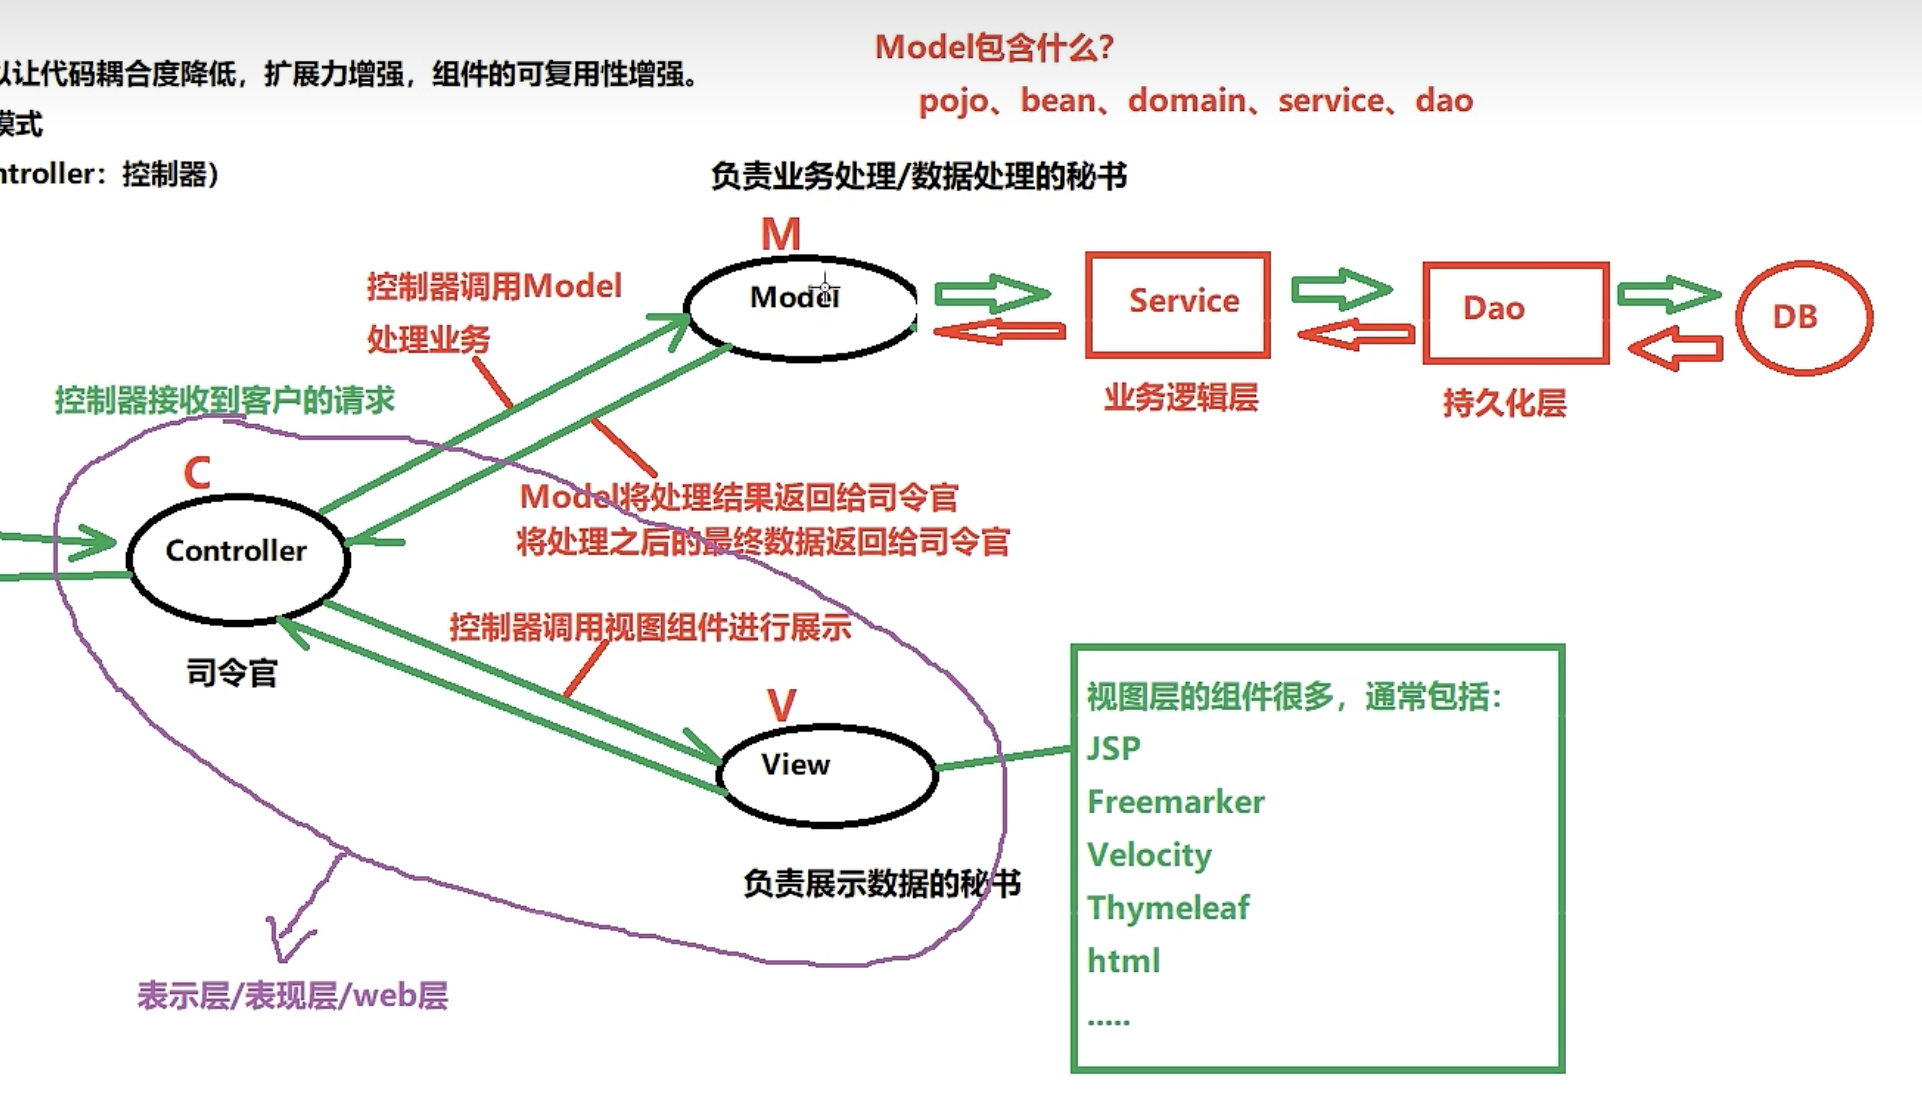 以让代码耦合度降低，扩展力增强，组件的可复用性增强。
模式
ntroller：控制器）
Model包含什么？
pojo、bean、domain、service、dao
负责业务处理/数据处理的秘书
M
Model
控制器调用Model
处理业务
Service
业务逻辑层
Dao
持久化层
DB
控制器接收到客户的请求
C
Controller
司令官
Model将处理结果返回给司令官
将处理之后的最终数据返回给司令官
控制器调用视图组件进行展示
V
View
负责展示数据的秘书
视图层的组件很多，通常包括：
JSP
Freemarker
Velocity
Thymeleaf
html
.....
表示层/表现层/web层